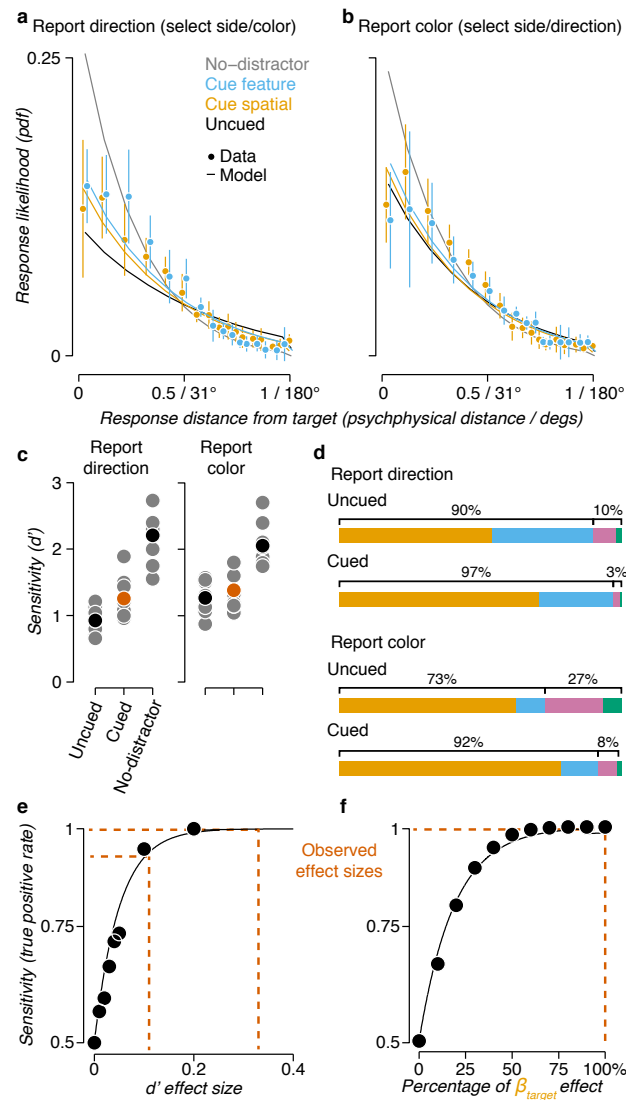 a
Report direction (select side/color)
b
Report color (select side/direction)
0.25
0
Response likelihood (pdf)
No−distractor
Cue feature
Cue spatial
Uncued
Data
Model
0
0.5 / 31°
1 / 180°
0
0.5 / 31°
1 / 180°
Response distance from target (psychphysical distance / degs)
c
Report
direction
Report
color
Sensitivity (d')
3
2
1
0
Uncued
Cued
No-distractor
d
Report direction
Uncued
90%
10%
Cued
97%
3%
Report color
Uncued
73%
27%
Cued
92%
8%
e
Sensitivity (true positive rate)
1
0.75
0.5
0
0.2
0.4
d' effect size
Observed
effect sizes
f
1
0.75
0.5
0
25
50
75
100%
Percentage of βtarget effect